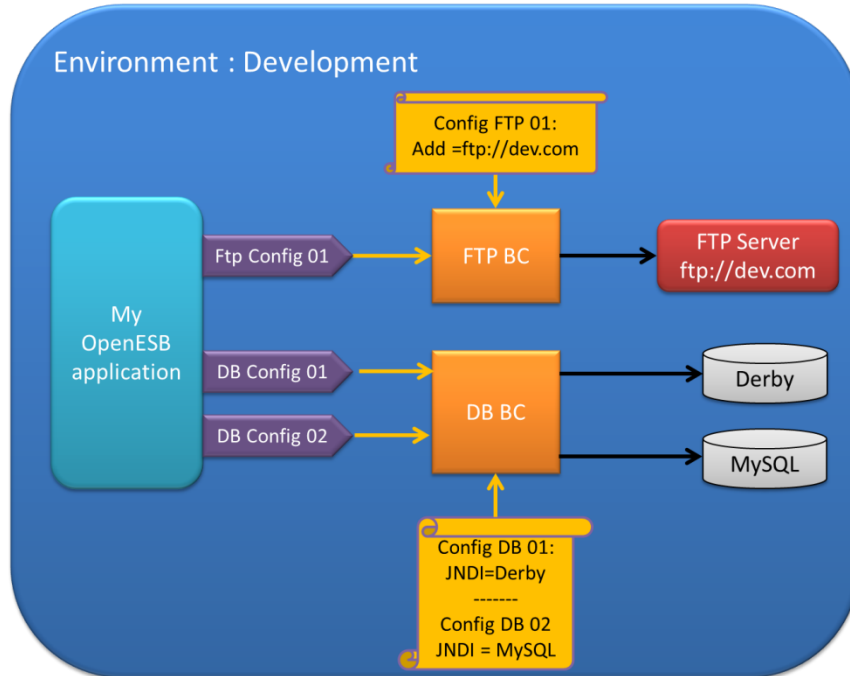 Environment : Development
Config FTP 01:
Add =ftp://dev.com
Ftp Config 01
FTP BC
FTP Server
ftp://dev.com
My
OpenESB
application
DB Config 01
DB Config 02
DB BC
Derby
MySQL
Config DB 01:
JNDI=Derby
-------
Config DB 02
JNDI = MySQL